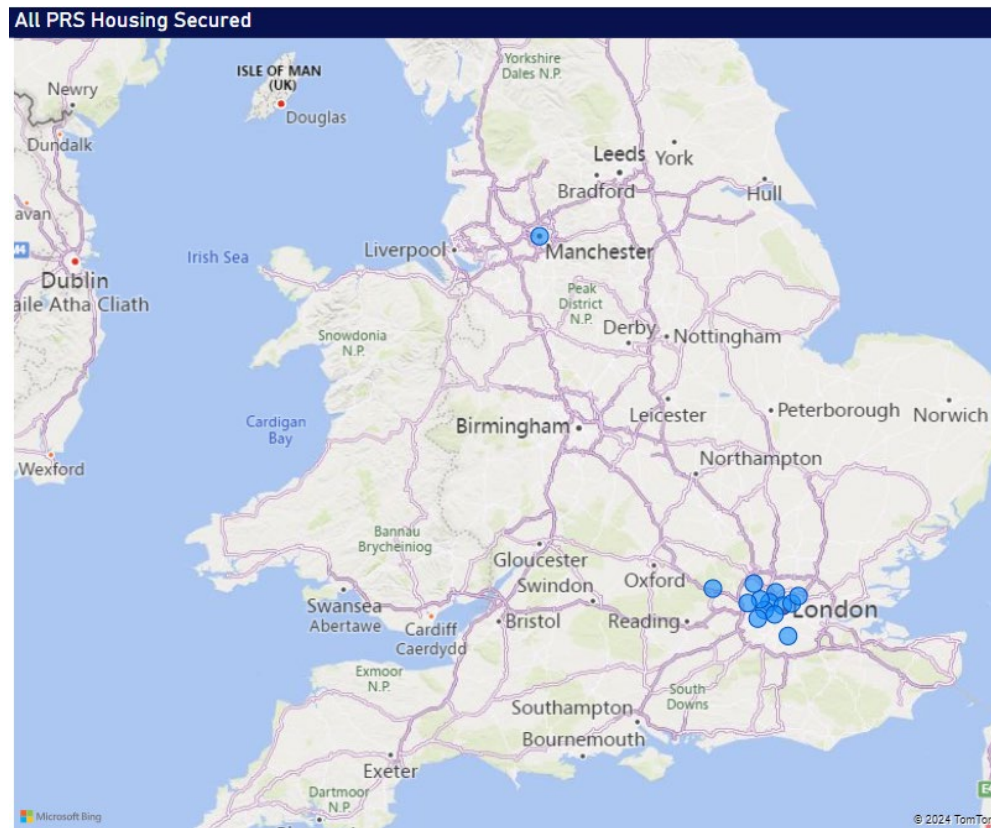 All PRS Housing Secured
Yorkshire
Dales N.P.
ISLE OF MAN
(UK)
Newry
Douglas
Dundalk
Leeds
York
Bradford
Hull
avan
M4
Irish Sea
Liverpool
Manchester
Dublin
aile Atha Cliath
Peak
District
N.P.
Snowdonia
N.P.
Derby
Nottingham
Cardigan
Bay
Birmingham
Leicester
Peterborough
Norwich
Wexford
Northampton
Bannau
Brycheiniog
Gloucester
Oxford
Swindon
Swansea
Abertawe
Cardiff
Caerdydd
Bristol
Reading
London
Exmoor
N.P.
South
Downs
Southampton
Bournemouth
Exeter
Dartmoor
N.P.
E
Microsoft Bing
© 2024 TomTom